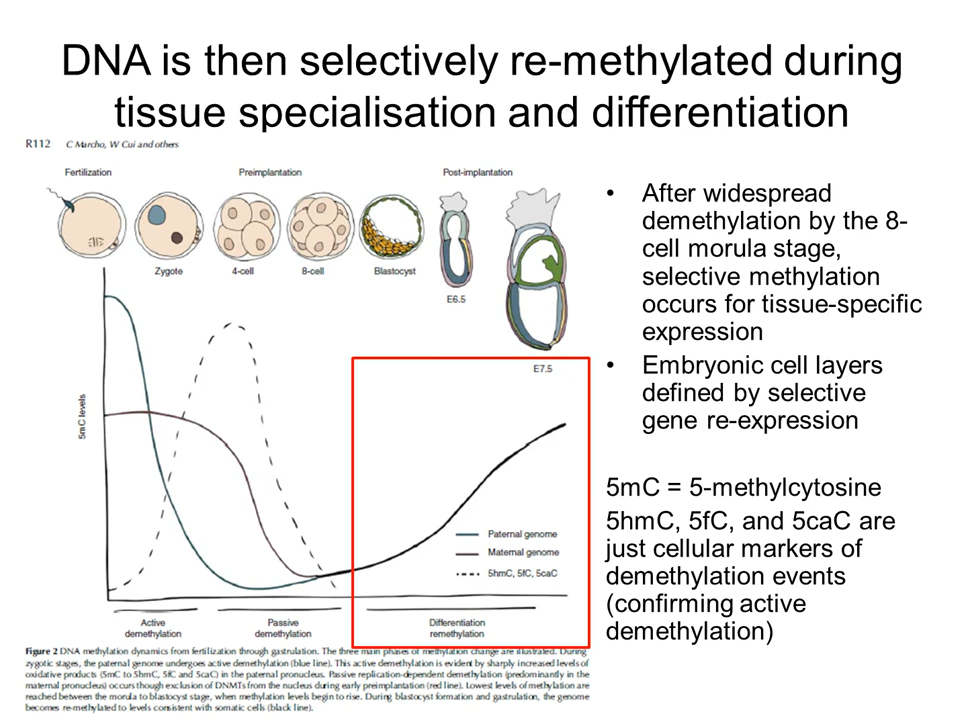 DNA is then selectively re-methylated during
tissue specialisation and differentiation
R112 C Marcho, W Cui and others
Fertilization Preimplantation Post-implantation
Zygote 4-cell 8-cell Blastocyst
E6.5
E7.5
5mC levels
Paternal genome
Maternal genome
5hmC, 5fC, 5caC
Active
demethylation
Passive
demethylation
Differentiation
remethylation
Figure 2 DNA methylation dynamics from fertilization through gastrulation. The three main phases of methylation change are illustrated. During
zygotic stages, the paternal genome undergoes active demethylation (blue line). This active demethylation is evident by sharply increased levels of
oxidative products (5mC to 5hmC, 5fC and 5caC) in the paternal pronucleus. Passive replication-dependent demethylation (predominantly in the
maternal pronucleus) occurs though exclusion of DNMTs from the nucleus during early preimplantation (red line). Lowest levels of methylation are
reached between the morula to blastocyst stage, when methylation levels begin to rise. During blastocyst formation and gastrulation, the genome
becomes re-methylated to levels consistent with somatic cells (black line).
• After widespread
demethylation by the 8-
cell morula stage,
selective methylation
occurs for tissue-specific
expression
• Embryonic cell layers
defined by selective
gene re-expression
5mC = 5-methylcytosine
5hmC, 5fC, and 5caC are
just cellular markers of
demethylation events
(confirming active
demethylation)